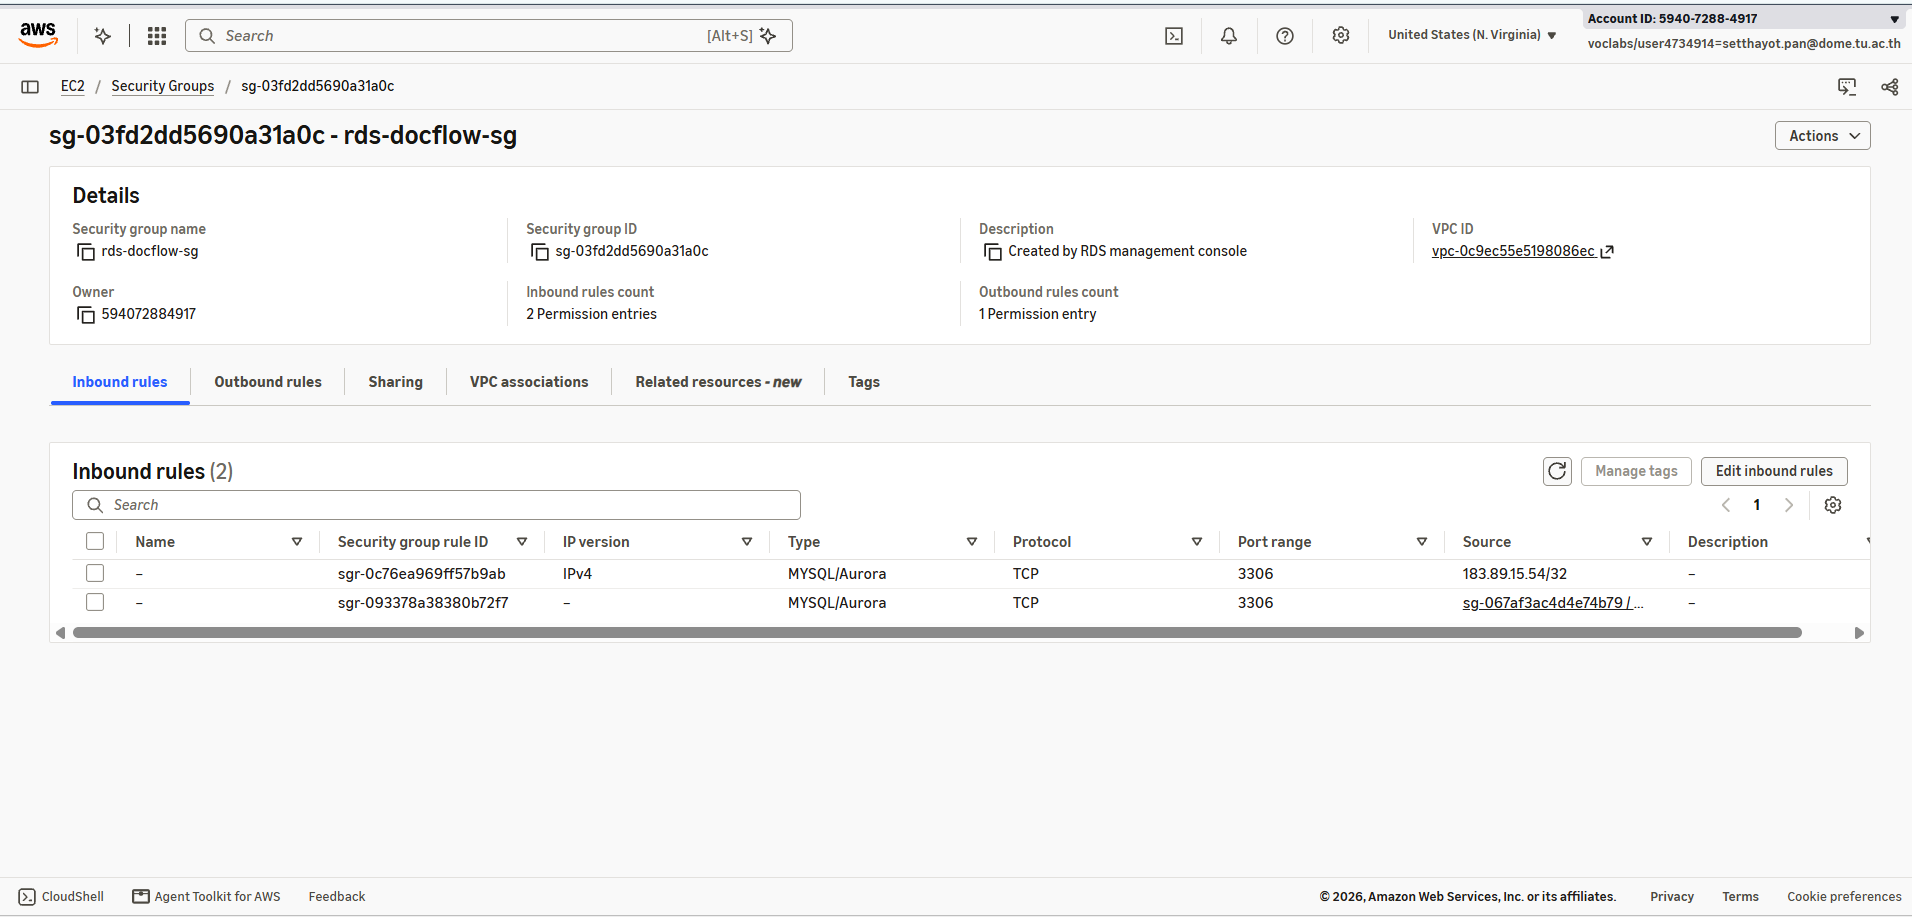 aws
Search [Alt+S]
United States (N. Virginia)
Account ID: 5940-7288-4917
voclabs/user4734914=setthayot.pan@dome.tu.ac.th
EC2 / Security Groups / sg-03fd2dd5690a31a0c
sg-03fd2dd5690a31a0c - rds-docflow-sg
Actions
Details
Security group name
rds-docflow-sg
Security group ID
sg-03fd2dd5690a31a0c
Description
Created by RDS management console
VPC ID
vpc-0c9ec55e5198086ec
Owner
594072884917
Inbound rules count
2 Permission entries
Outbound rules count
1 Permission entry
Inbound rules Outbound rules Sharing VPC associations Related resources - new Tags
Inbound rules (2)
Manage tags
Edit inbound rules
Search
1
Name Security group rule ID IP version Type Protocol Port range Source Description
– sgr-0c76ea969ff57b9ab IPv4 MYSQL/Aurora TCP 3306 183.89.15.54/32 –
– sgr-093378a38380b72f7 – MYSQL/Aurora TCP 3306 sg-067af3ac4d4e74b79 / ... –
CloudShell Agent Toolkit for AWS Feedback © 2026, Amazon Web Services, Inc. or its affiliates. Privacy Terms Cookie preferences